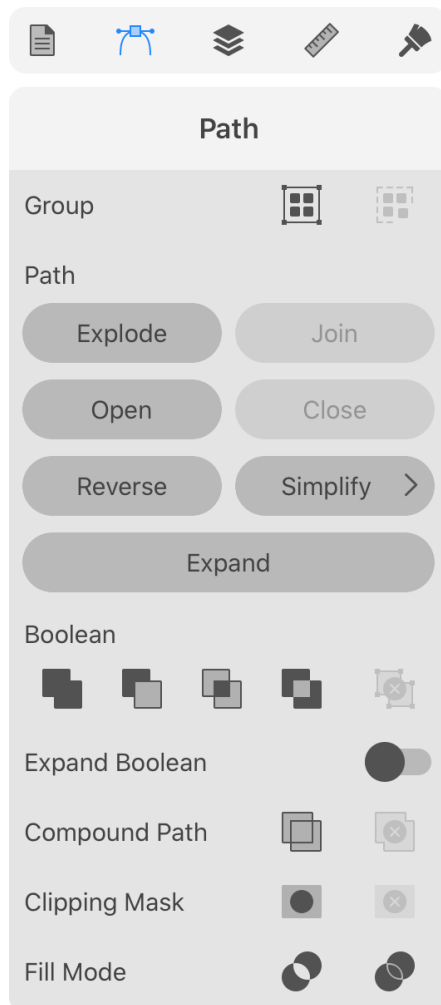 Path
Group
Path
Explode Join
Open Close
Reverse Simplify
Expand
Boolean
Expand Boolean
Compound Path
Clipping Mask
Fill Mode